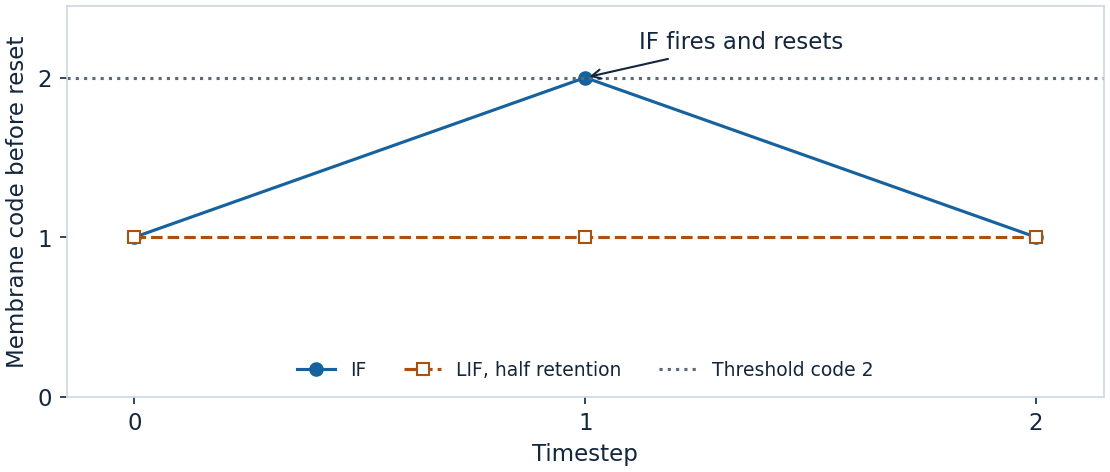 IF fires and resets
Membrane code before reset
2
1
0
IF
LIF, half retention
Threshold code 2
0
1
2
Timestep